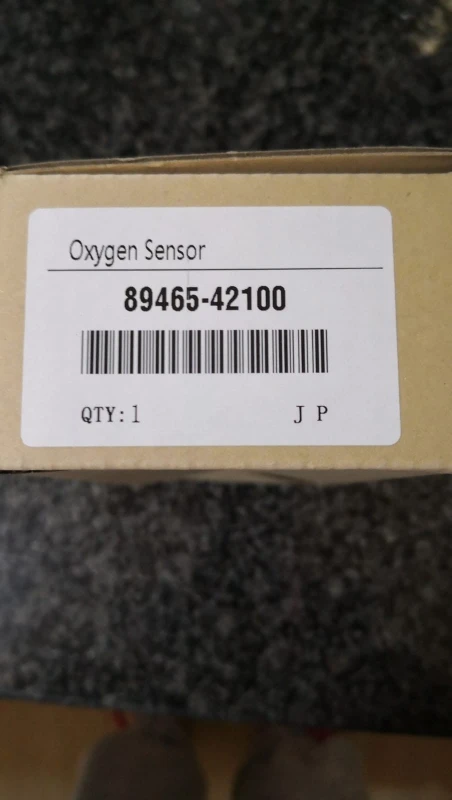 Oxygen Sensor
89465-42100
QTY:1 J P